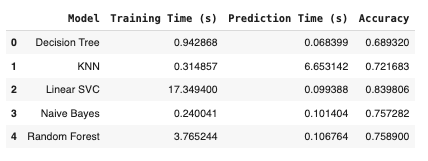 Model Training Time (s) Prediction Time (s) Accuracy
0 Decision Tree 0.942868 0.068399 0.689320
1 KNN 0.314857 6.653142 0.721683
2 Linear SVC 17.349400 0.099388 0.839806
3 Naive Bayes 0.240041 0.101404 0.757282
4 Random Forest 3.765244 0.106764 0.758900